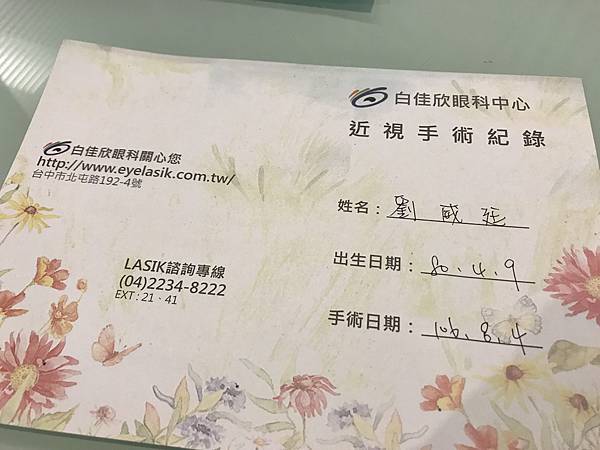 白佳欣眼科中心
近視手術紀錄
姓名：劉威廷
出生日期：80.4.9
手術日期：106.8.4
白佳欣眼科關心您
http://www.eyelasik.com.tw/
台中市北屯路192-4號
LASIK諮詢專線
(04)2234-8222
EXT : 21、41